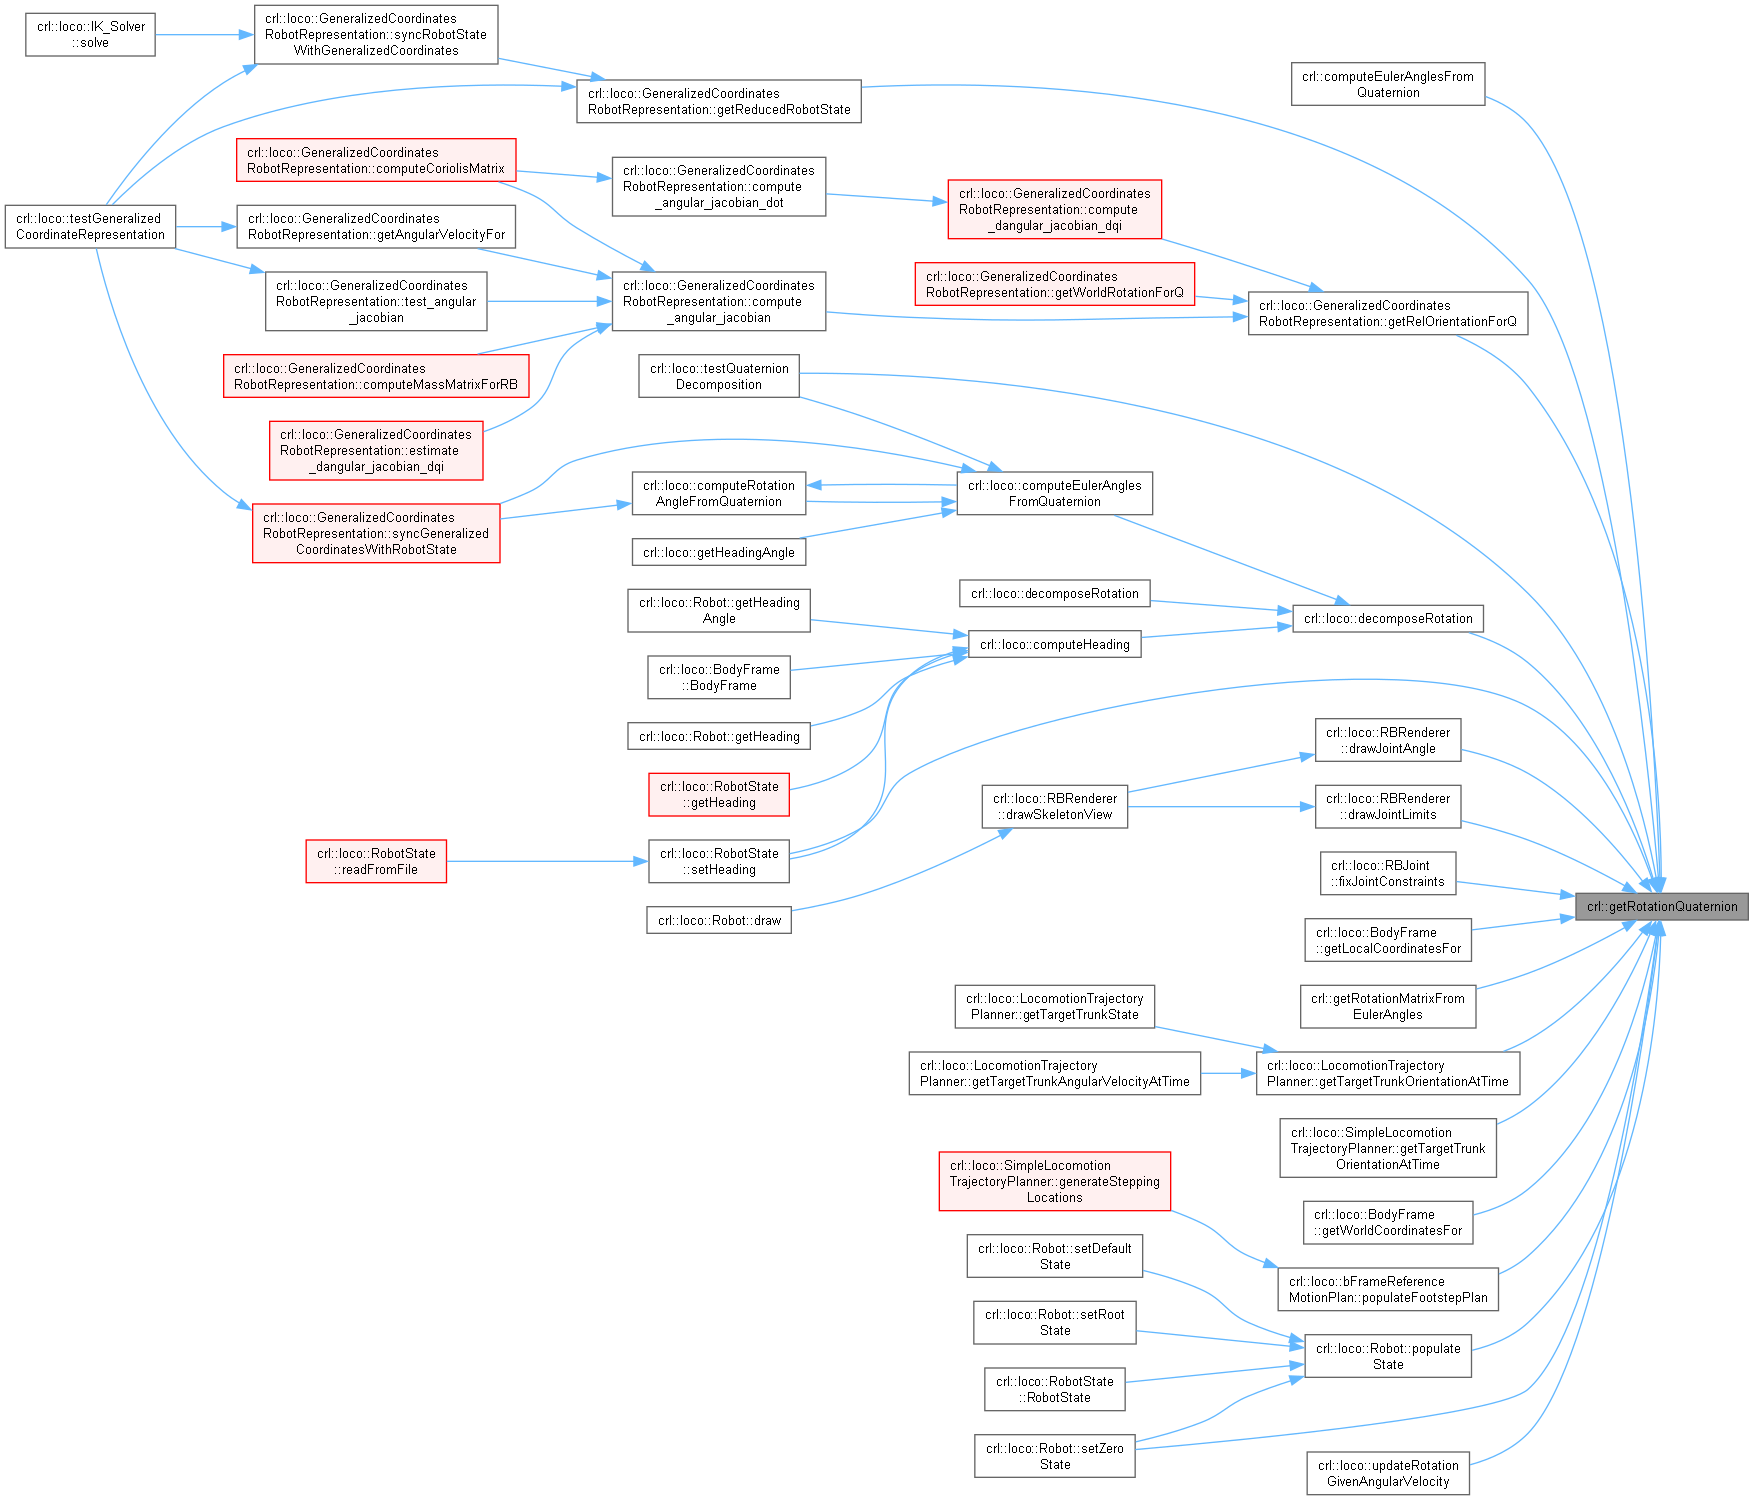 crl::loco::IK_Solver
::solve
crl::loco::GeneralizedCoordinates
RobotRepresentation::syncRobotState
WithGeneralizedCoordinates
crl::loco::GeneralizedCoordinates
RobotRepresentation::getReducedRobotState
crl::computeEulerAnglesFrom
Quaternion
crl::loco::GeneralizedCoordinates
RobotRepresentation::computeCoriolisMatrix
crl::loco::GeneralizedCoordinates
RobotRepresentation::compute
_angular_jacobian_dot
crl::loco::GeneralizedCoordinates
RobotRepresentation::compute
_dangular_jacobian_dqi
crl::loco::testGeneralized
CoordinateRepresentation
crl::loco::GeneralizedCoordinates
RobotRepresentation::getAngularVelocityFor
crl::loco::GeneralizedCoordinates
RobotRepresentation::test_angular
_jacobian
crl::loco::GeneralizedCoordinates
RobotRepresentation::compute
_angular_jacobian
crl::loco::GeneralizedCoordinates
RobotRepresentation::getWorldRotationForQ
crl::loco::GeneralizedCoordinates
RobotRepresentation::getRelOrientationForQ
crl::loco::GeneralizedCoordinates
RobotRepresentation::computeMassMatrixForRB
crl::loco::testQuaternion
Decomposition
crl::loco::GeneralizedCoordinates
RobotRepresentation::estimate
_dangular_jacobian_dqi
crl::loco::computeRotation
AngleFromQuaternion
crl::loco::computeEulerAngles
FromQuaternion
crl::loco::GeneralizedCoordinates
RobotRepresentation::syncGeneralized
CoordinatesWithRobotState
crl::loco::getHeadingAngle
crl::loco::decomposeRotation
crl::loco::Robot::getHeading
Angle
crl::loco::decomposeRotation
crl::loco::computeHeading
crl::loco::BodyFrame
::BodyFrame
crl::loco::Robot::getHeading
crl::loco::RBRenderer
::drawJointAngle
crl::loco::RobotState
::getHeading
crl::loco::RBRenderer
::drawSkeletonView
crl::loco::RBRenderer
::drawJointLimits
crl::loco::RobotState
::readFromFile
crl::loco::RobotState
::setHeading
crl::loco::RBJoint
::fixJointConstraints
crl::loco::Robot::draw
crl::getRotationQuaternion
crl::loco::BodyFrame
::getLocalCoordinatesFor
crl::loco::LocomotionTrajectory
Planner::getTargetTrunkState
crl::getRotationMatrixFrom
EulerAngles
crl::loco::LocomotionTrajectory
Planner::getTargetTrunkAngularVelocityAtTime
crl::loco::LocomotionTrajectory
Planner::getTargetTrunkOrientationAtTime
crl::loco::SimpleLocomotion
TrajectoryPlanner::getTargetTrunk
OrientationAtTime
crl::loco::SimpleLocomotion
TrajectoryPlanner::generateStepping
Locations
crl::loco::BodyFrame
::getWorldCoordinatesFor
crl::loco::Robot::setDefault
State
crl::loco::bFrameReference
MotionPlan::populateFootstepPlan
crl::loco::Robot::setRoot
State
crl::loco::Robot::populate
State
crl::loco::RobotState
::RobotState
crl::loco::Robot::setZero
State
crl::loco::updateRotation
GivenAngularVelocity